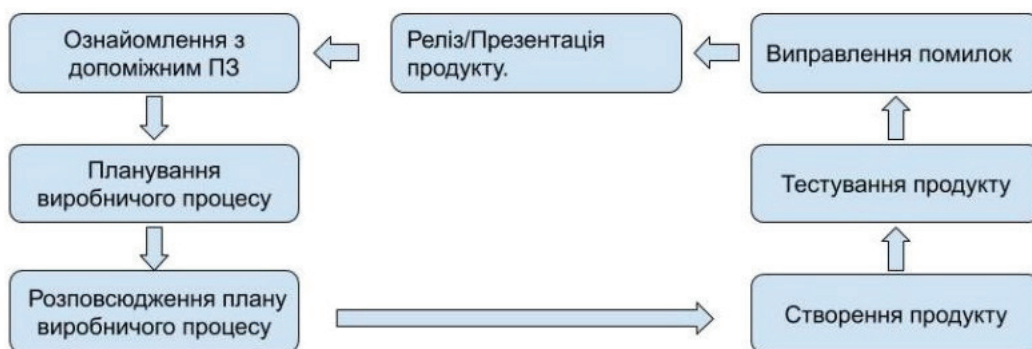 Ознайомлення з
допоміжним ПЗ
Реліз/Презентація
продукту.
Виправлення помилок
Планування
виробничого процесу
Тестування продукту
Розповсюдження плану
виробничого процесу
Створення продукту